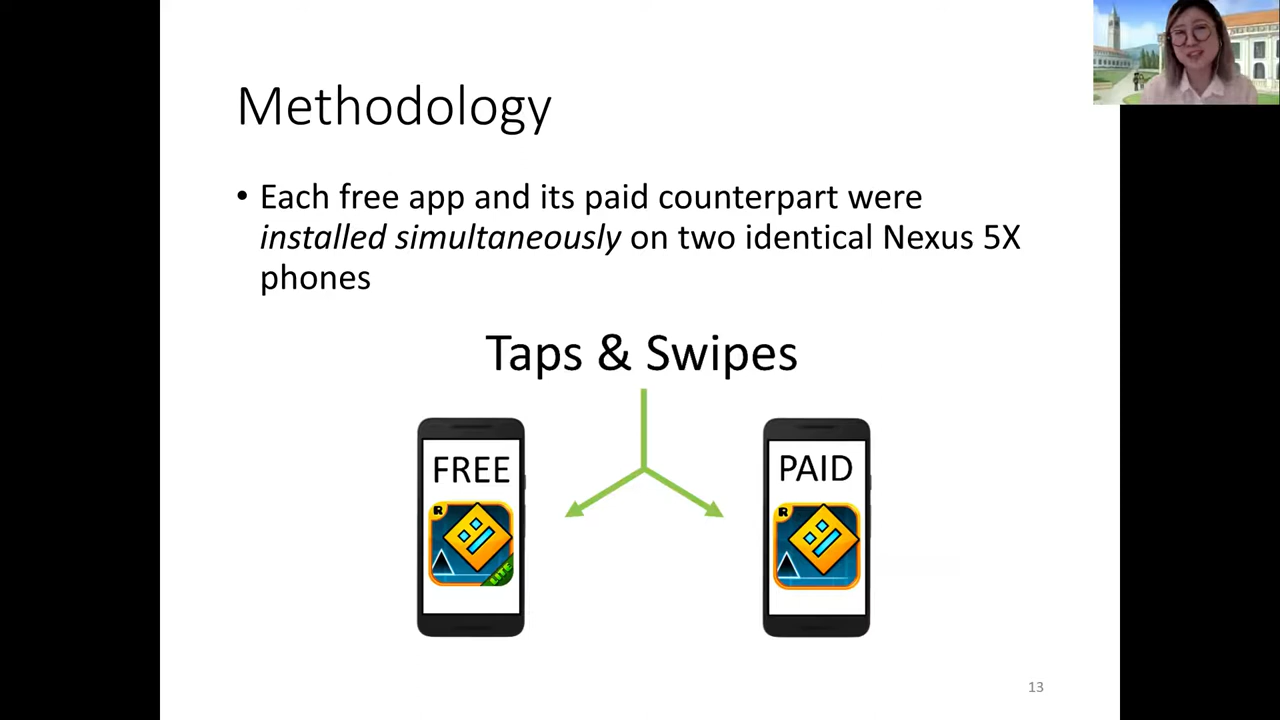 Methodology
• Each free app and its paid counterpart were
installed simultaneously on two identical Nexus 5X
phones
Taps & Swipes
FREE
PAID
R
R
LITE
13